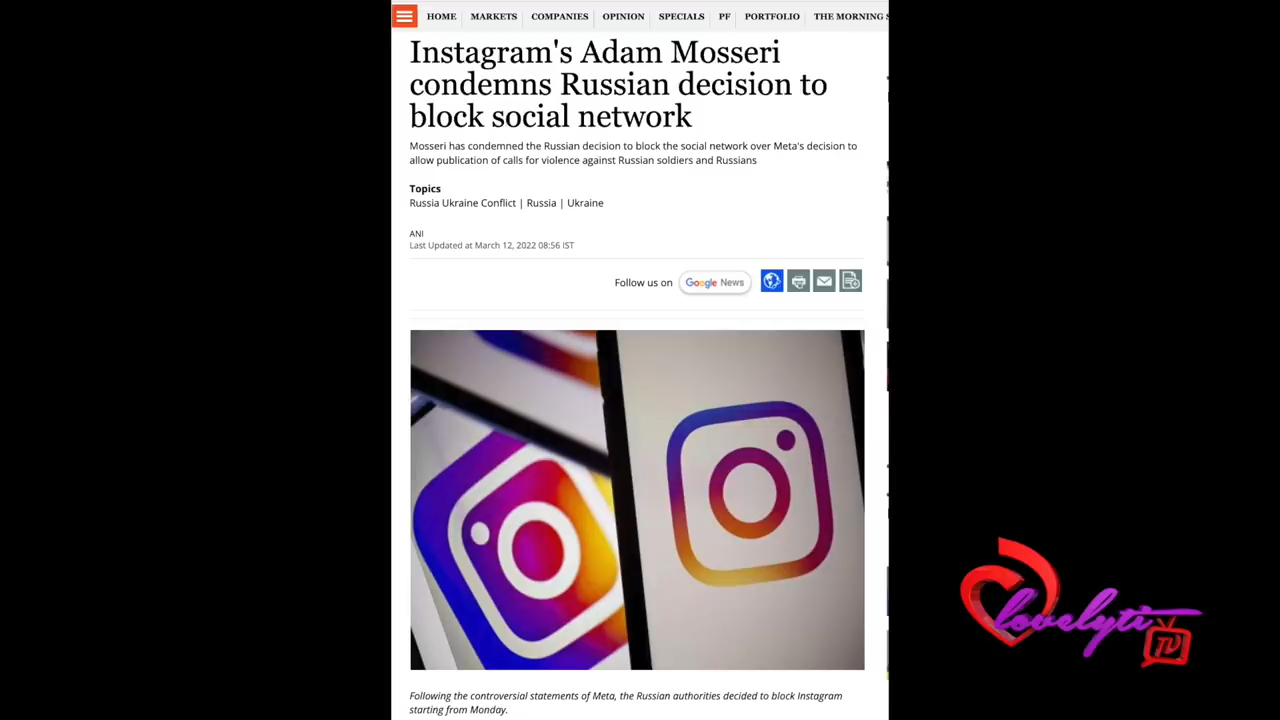 HOME MARKETS COMPANIES OPINION SPECIALS PF PORTFOLIO THE MORNING
Instagram's Adam Mosseri
condemns Russian decision to
block social network
Mosseri has condemned the Russian decision to block the social network over Meta's decision to
allow publication of calls for violence against Russian soldiers and Russians
Topics
Russia Ukraine Conflict | Russia | Ukraine
ANI
Last Updated at March 12, 2022 08:56 IST
Follow us on Google News
lovelyti
TV
Following the controversial statements of Meta, the Russian authorities decided to block Instagram
starting from Monday.